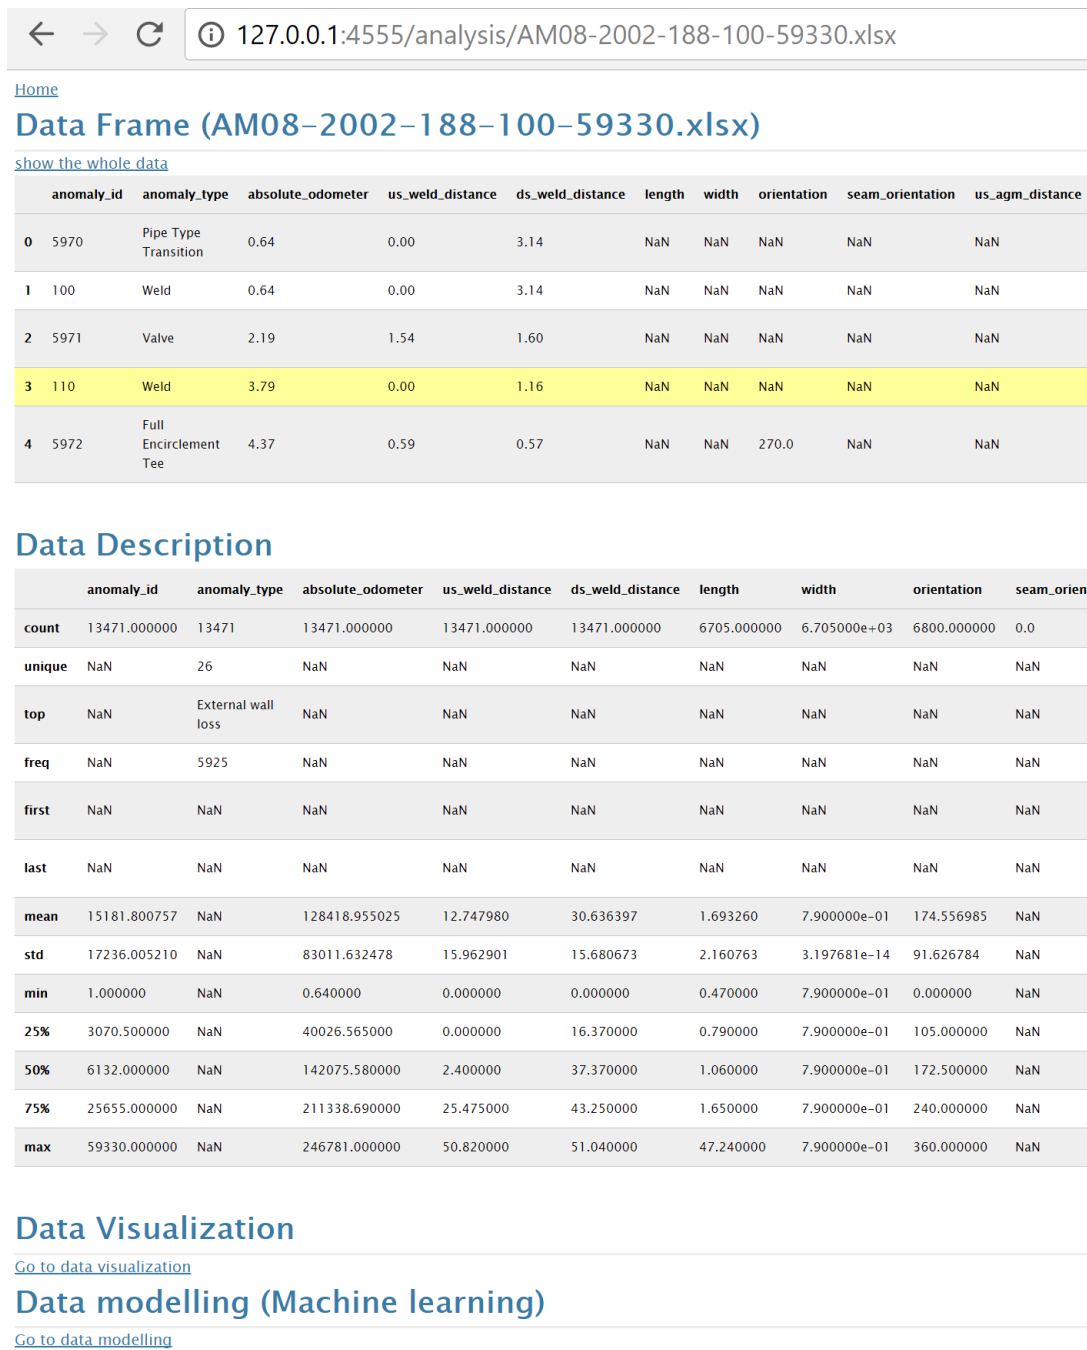 127.0.0.1:4555/analysis/AM08-2002-188-100-59330.xlsx
Home
Data Frame (AM08-2002-188-100-59330.xlsx)
show the whole data
anomaly_id anomaly_type absolute_odometer us_weld_distance ds_weld_distance length width orientation seam_orientation us_agm_distance
0 5970 Pipe Type Transition 0.64 0.00 3.14 NaN NaN NaN NaN NaN
1 100 Weld 0.64 0.00 3.14 NaN NaN NaN NaN NaN
2 5971 Valve 2.19 1.54 1.60 NaN NaN NaN NaN NaN
3 110 Weld 3.79 0.00 1.16 NaN NaN NaN NaN NaN
4 5972 Full Encirclement Tee 4.37 0.59 0.57 NaN NaN 270.0 NaN NaN
Data Description
anomaly_id anomaly_type absolute_odometer us_weld_distance ds_weld_distance length width orientation seam_orien
count 13471.000000 13471 13471.000000 13471.000000 13471.000000 6705.000000 6.705000e+03 6800.000000 0.0
unique NaN 26 NaN NaN NaN NaN NaN NaN NaN
top NaN External wall loss NaN NaN NaN NaN NaN NaN NaN
freq NaN 5925 NaN NaN NaN NaN NaN NaN NaN
first NaN NaN NaN NaN NaN NaN NaN NaN NaN
last NaN NaN NaN NaN NaN NaN NaN NaN NaN
mean 15181.800757 NaN 128418.955025 12.747980 30.636397 1.693260 7.900000e-01 174.556985 NaN
std 17236.005210 NaN 83011.632478 15.962901 15.680673 2.160763 3.197681e-14 91.626784 NaN
min 1.000000 NaN 0.640000 0.000000 0.000000 0.470000 7.900000e-01 0.000000 NaN
25% 3070.500000 NaN 40026.565000 0.000000 16.370000 0.790000 7.900000e-01 105.000000 NaN
50% 6132.000000 NaN 142075.580000 2.400000 37.370000 1.060000 7.900000e-01 172.500000 NaN
75% 25655.000000 NaN 211338.690000 25.475000 43.250000 1.650000 7.900000e-01 240.000000 NaN
max 59330.000000 NaN 246781.000000 50.820000 51.040000 47.240000 7.900000e-01 360.000000 NaN
Data Visualization
Go to data visualization
Data modelling (Machine learning)
Go to data modelling